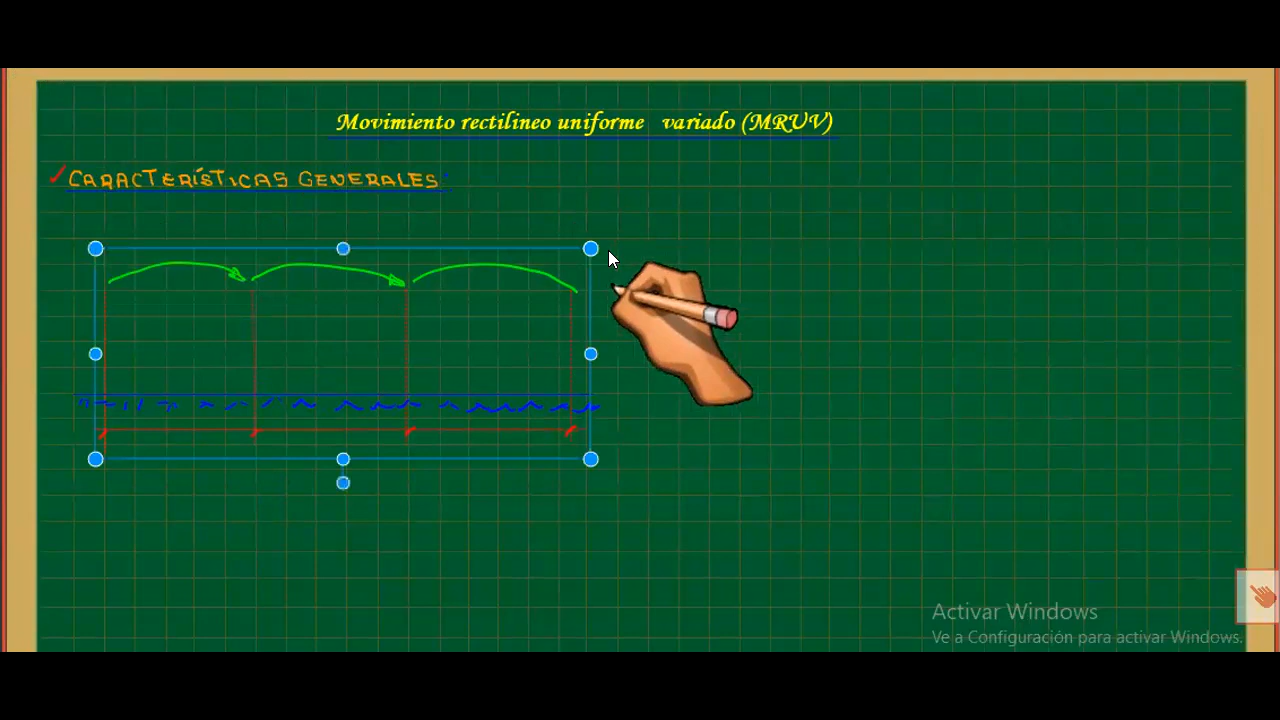 Movimiento rectilineo uniforme variado (MRUV)
CARACTERÍSTICAS GENERALES:
Activar Windows
Ve a Configuración para activar Windows.